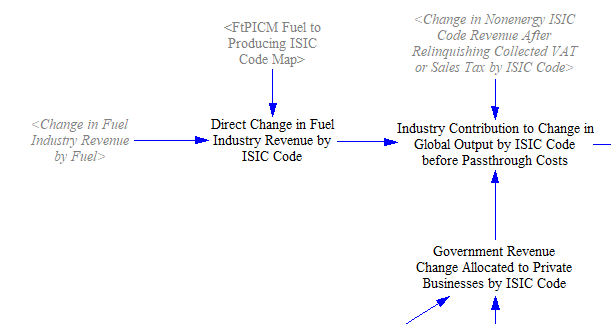 <FtPICM Fuel to
Producing ISIC
Code Map>
<Change in Nonenergy ISIC
Code Revenue After
Relinquishing Collected VAT
or Sales Tax by ISIC Code>
<Change in Fuel
Industry Revenue
by Fuel>
Direct Change in Fuel
Industry Revenue by
ISIC Code
Industry Contribution to Change in
Global Output by ISIC Code
before Passthrough Costs
Government Revenue
Change Allocated to Private
Businesses by ISIC Code